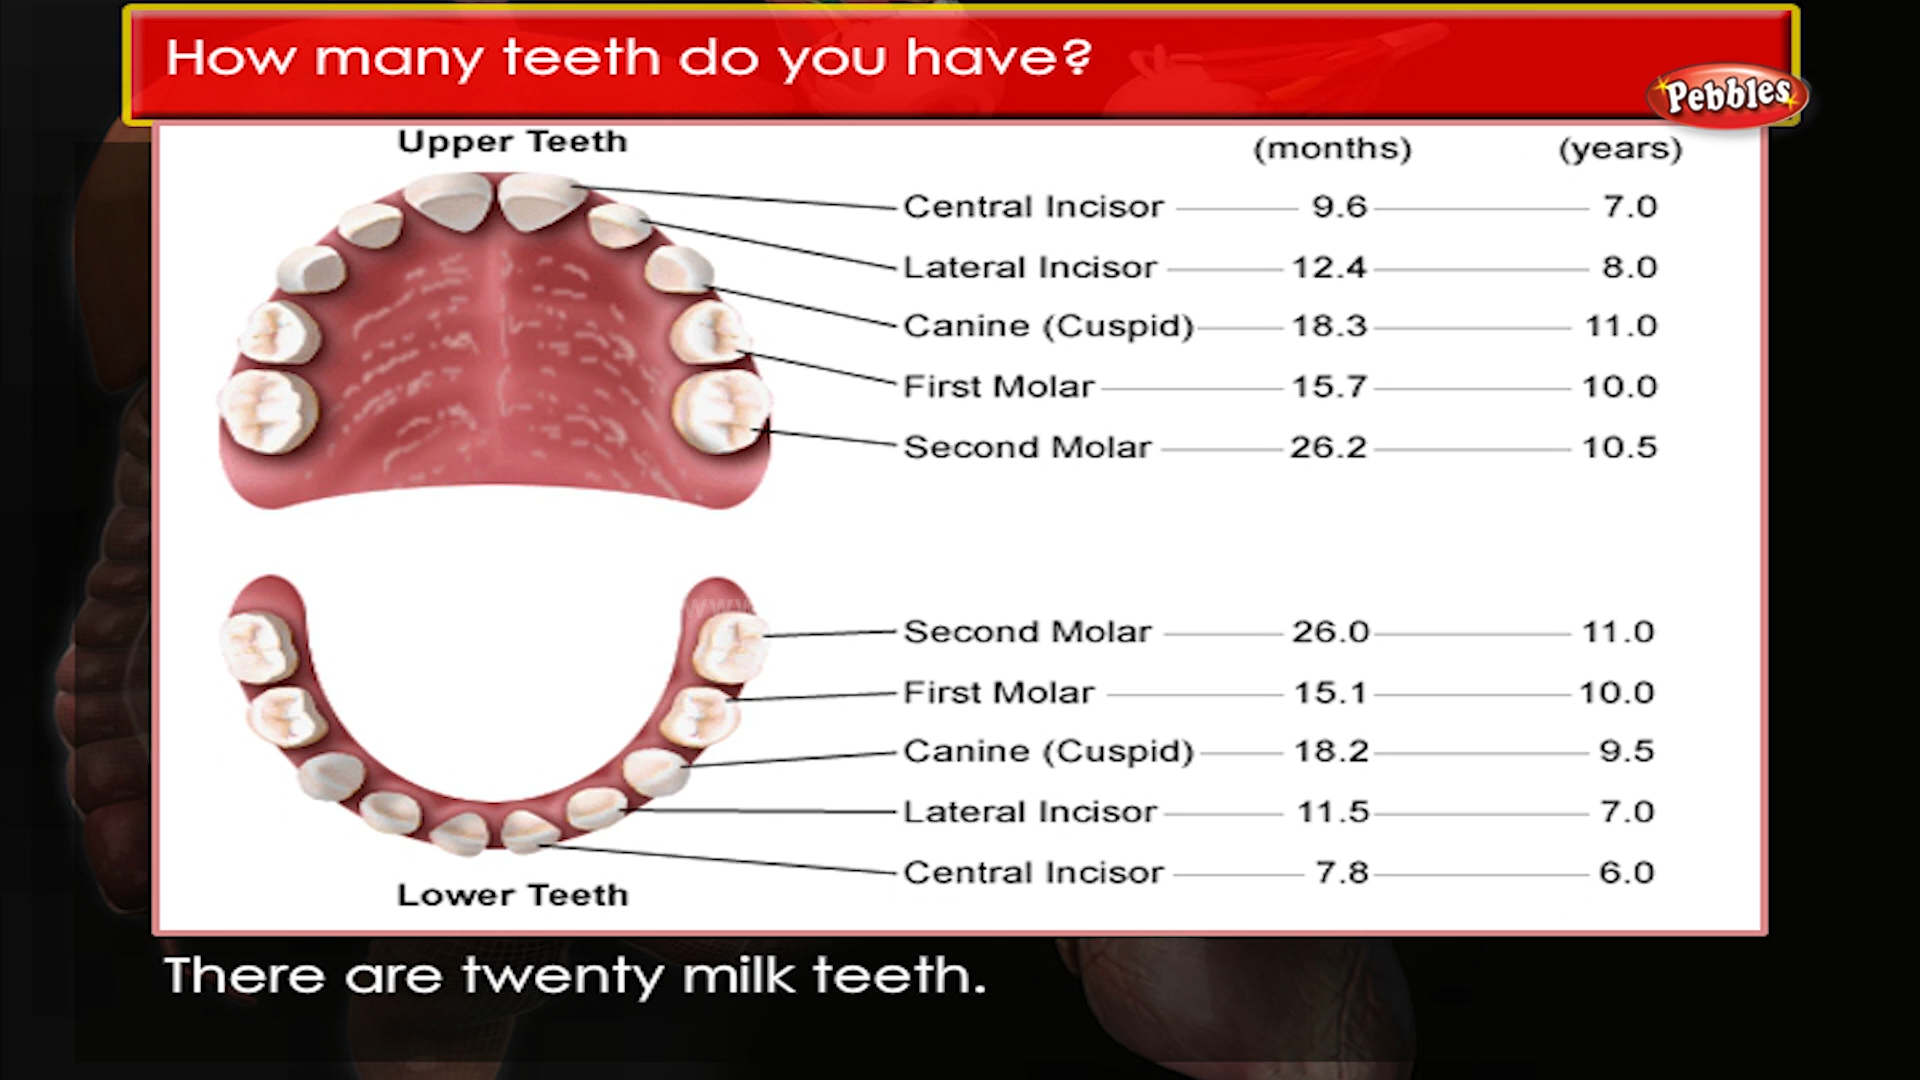 How many teeth do you have?
Pebbles
Upper Teeth
(months) (years)
Central Incisor 9.6 7.0
Lateral Incisor 12.4 8.0
Canine (Cuspid) 18.3 11.0
First Molar 15.7 10.0
Second Molar 26.2 10.5
Second Molar 26.0 11.0
First Molar 15.1 10.0
Canine (Cuspid) 18.2 9.5
Lateral Incisor 11.5 7.0
Central Incisor 7.8 6.0
Lower Teeth
There are twenty milk teeth.